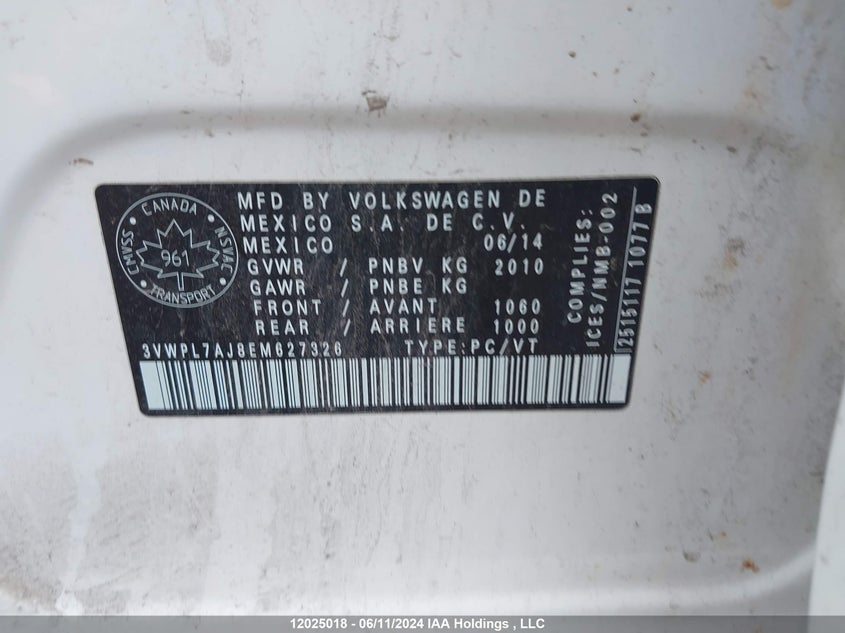 CANADA
CMVSS
961
NSVAC
TRANSPORT
MFD BY VOLKSWAGEN DE
MEXICO S.A. DE C.V.
MEXICO 06/14
GVWR / PNBV KG 2010
GAWR / PNBE KG
FRONT / AVANT 1060
REAR / ARRIERE 1000
3VWPL7AJ8EM627326 TYPE:PC/VT
COMPLIES:
ICES/NMB-002
2515117 1077 B
12025018 - 06/11/2024 IAA Holdings , LLC